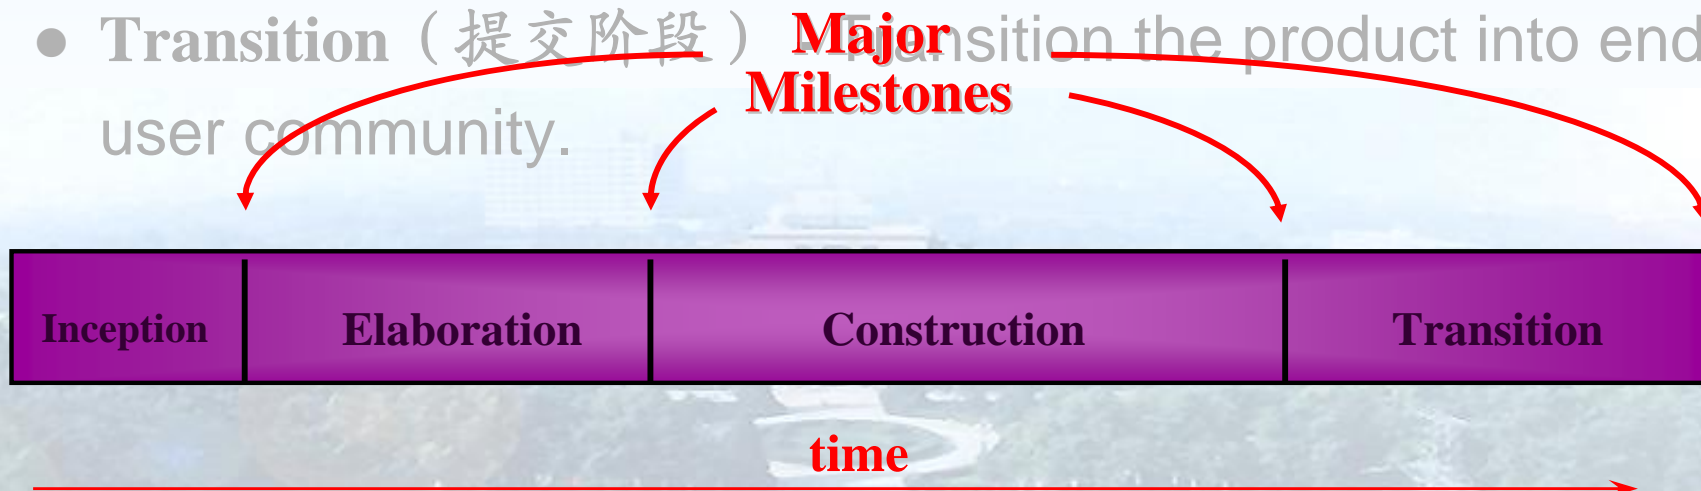 ● Transition（提交阶段） - Transition the product into end
user community.
Major
Milestones
Inception Elaboration Construction Transition
time